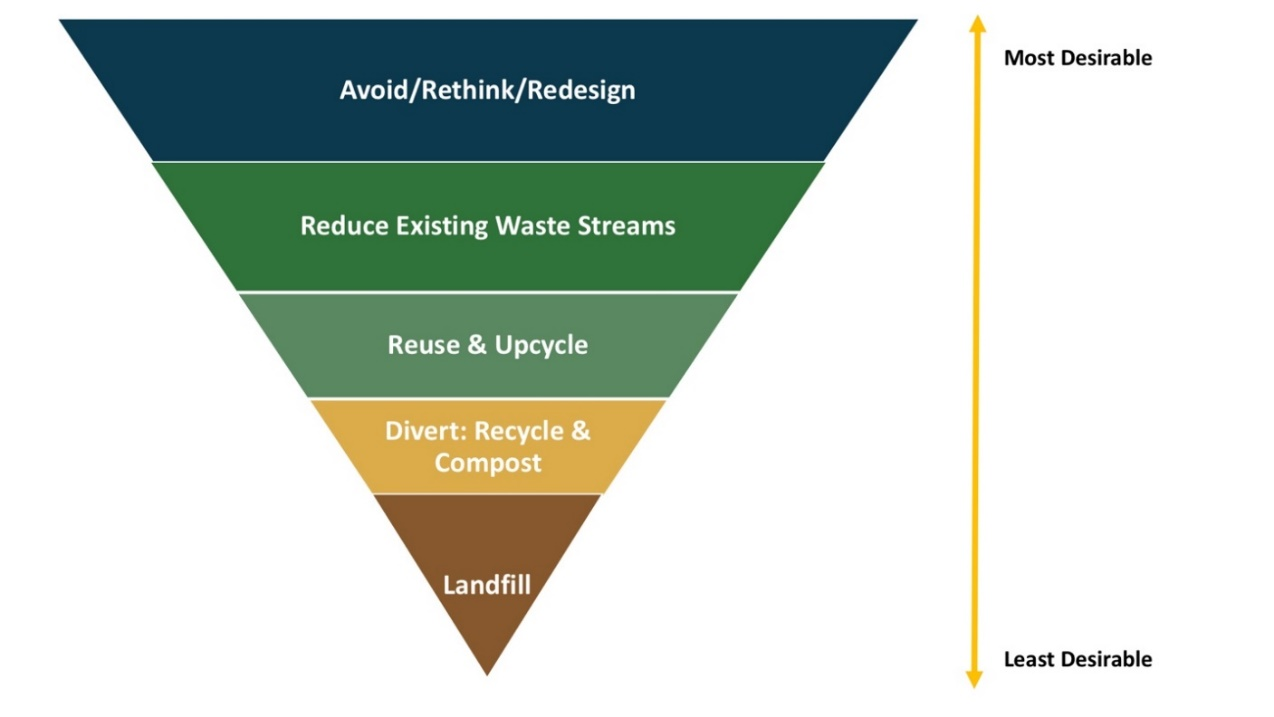 Avoid/Rethink/Redesign
Most Desirable
Reduce Existing Waste Streams
Reuse & Upcycle
Divert: Recycle &
Compost
Landfill
Least Desirable